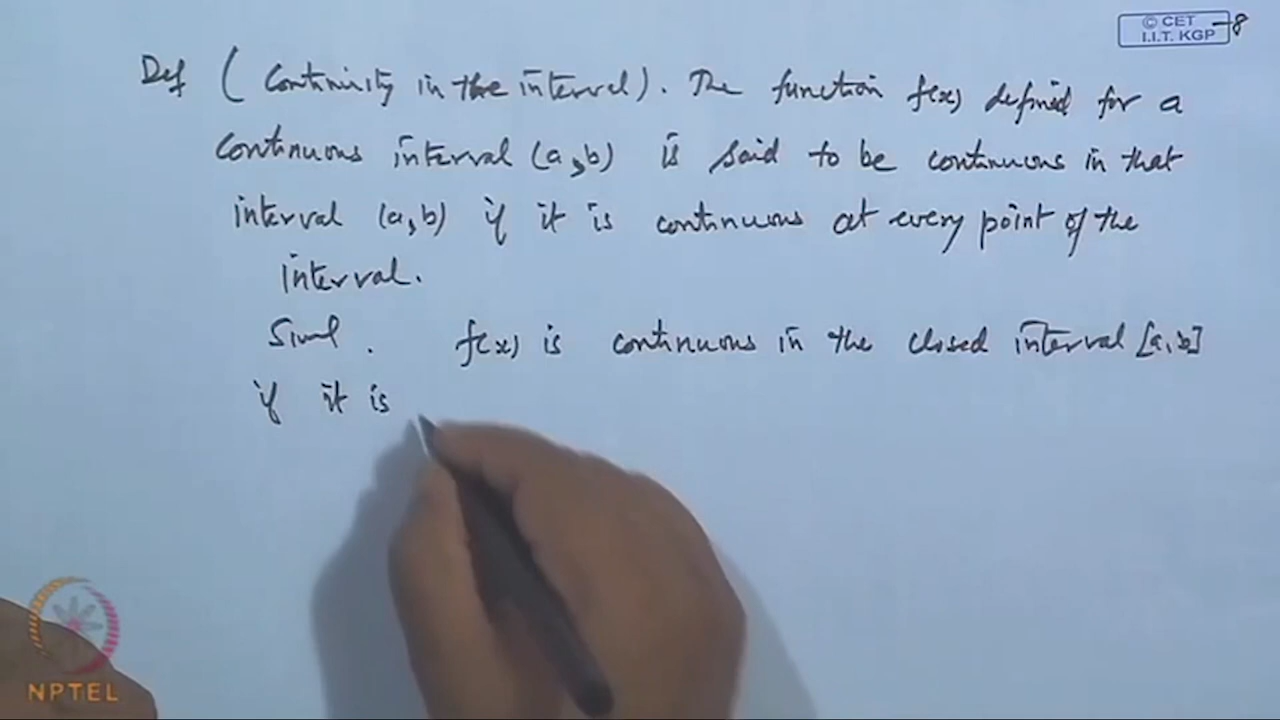 © CET
I.I.T. KGP
-8
Def ( Continuity in the interval). The function f(x) defined for a
continuous interval (a,b) is said to be continuous in that
interval (a,b) if it is continuous at every point of the
interval.
Siml. f(x) is continuous in the closed interval [a,b]
if it is
NPTEL